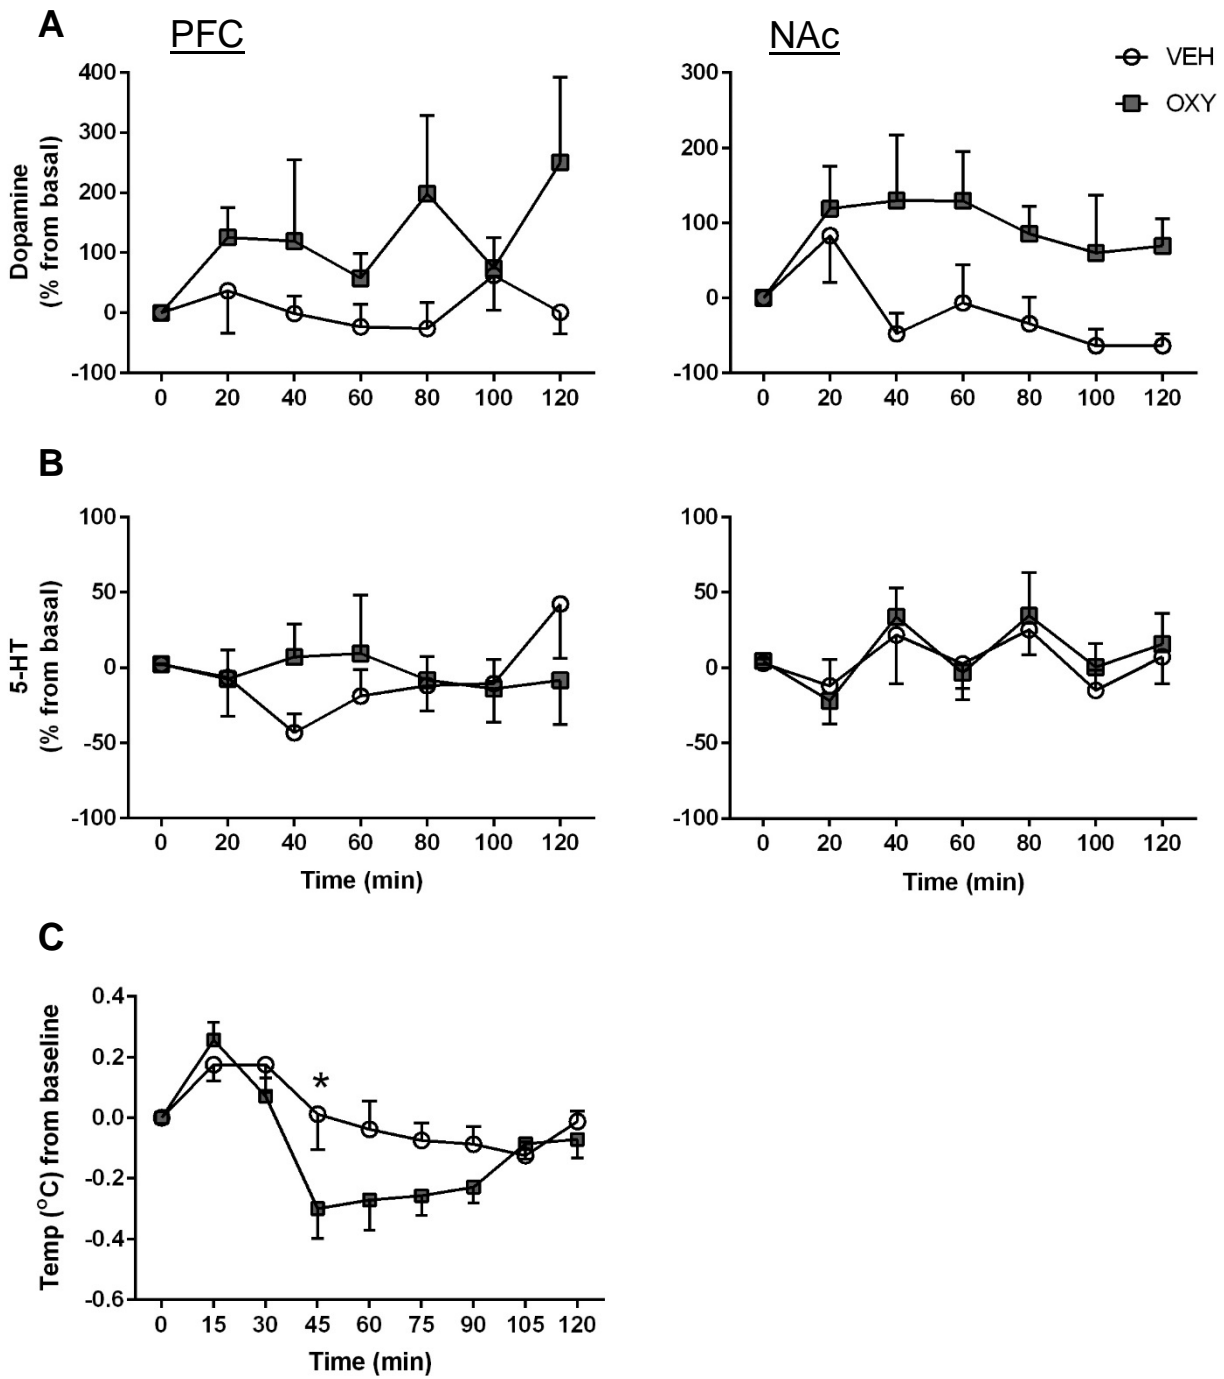 A
PFC
NAc
VEH
OXY
Dopamine
(% from basal)
400
300
200
100
0
-100
0 20 40 60 80 100 120
300
200
100
0
-100
0 20 40 60 80 100 120
B
5-HT
(% from basal)
100
50
0
-50
-100
0 20 40 60 80 100 120
Time (min)
100
50
0
-50
-100
0 20 40 60 80 100 120
Time (min)
C
Temp (°C) from baseline
0.4
0.2
0.0
-0.2
-0.4
-0.6
*
0 15 30 45 60 75 90 105 120
Time (min)